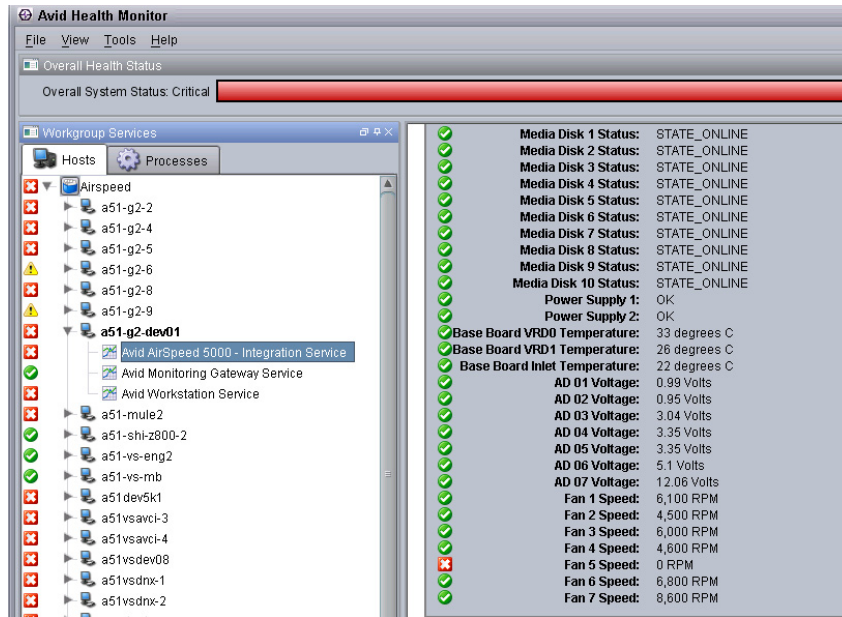 Avid Health Monitor
File View Tools Help
Overall Health Status
Overall System Status: Critical
Workgroup Services
Hosts Processes
Airspeed
a51-g2-2
a51-g2-4
a51-g2-5
a51-g2-6
a51-g2-8
a51-g2-9
a51-g2-dev01
Avid AirSpeed 5000 - Integration Service
Avid Monitoring Gateway Service
Avid Workstation Service
a51-mule2
a51-shi-z800-2
a51-vs-eng2
a51-vs-mb
a51dev5k1
a51vsavci-3
a51vsavci-4
a51vsdev08
a51vsdnx-1
a51vsdnx-2
Media Disk 1 Status: STATE_ONLINE
Media Disk 2 Status: STATE_ONLINE
Media Disk 3 Status: STATE_ONLINE
Media Disk 4 Status: STATE_ONLINE
Media Disk 5 Status: STATE_ONLINE
Media Disk 6 Status: STATE_ONLINE
Media Disk 7 Status: STATE_ONLINE
Media Disk 8 Status: STATE_ONLINE
Media Disk 9 Status: STATE_ONLINE
Media Disk 10 Status: STATE_ONLINE
Power Supply 1: OK
Power Supply 2: OK
Base Board VRD0 Temperature: 33 degrees C
Base Board VRD1 Temperature: 26 degrees C
Base Board Inlet Temperature: 22 degrees C
AD 01 Voltage: 0.99 Volts
AD 02 Voltage: 0.95 Volts
AD 03 Voltage: 3.04 Volts
AD 04 Voltage: 3.35 Volts
AD 05 Voltage: 3.35 Volts
AD 06 Voltage: 5.1 Volts
AD 07 Voltage: 12.06 Volts
Fan 1 Speed: 6,100 RPM
Fan 2 Speed: 4,500 RPM
Fan 3 Speed: 6,000 RPM
Fan 4 Speed: 4,600 RPM
Fan 5 Speed: 0 RPM
Fan 6 Speed: 6,800 RPM
Fan 7 Speed: 8,600 RPM